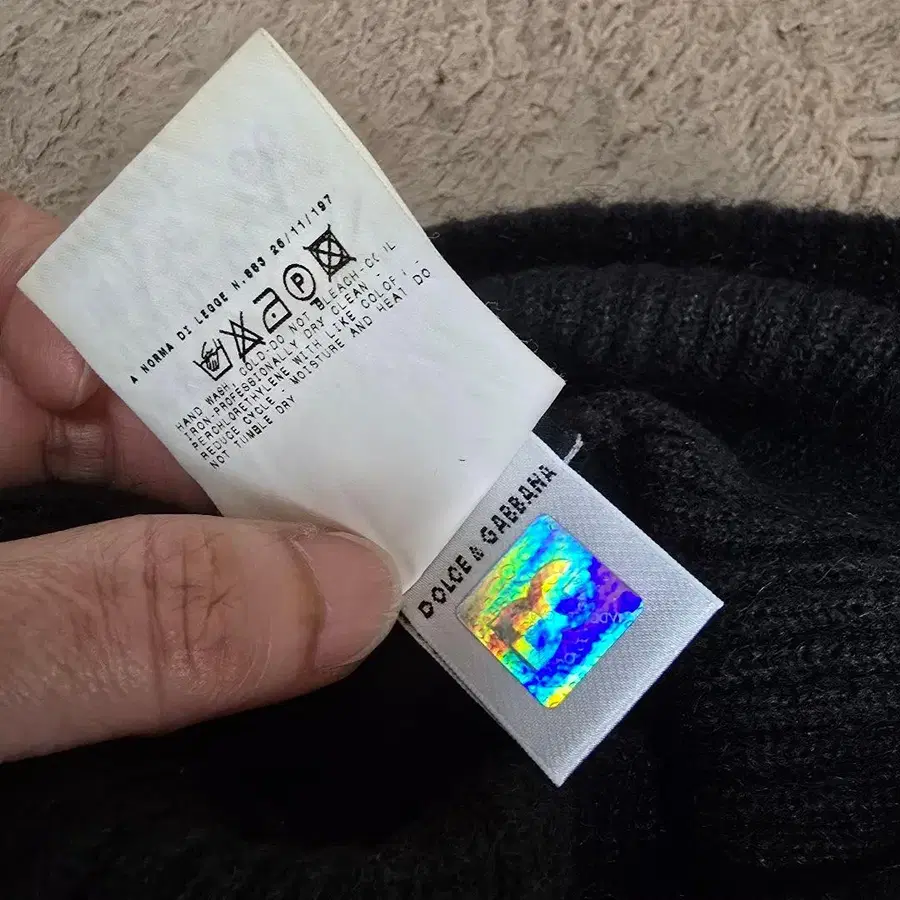 A NORMA DI LEGGE N.883 26/11/197
P
HAND WASH, COLD-DO NOT BLEACH-
IRON-PROFESSIONALLY DRY CLEAN -
PERCHLORETHYLENE WITH LIKE COLOR
REDUCE CYCLE - MOISTURE AND HEAT DO
NOT TUMBLE DRY
DOLCE & GABBANA